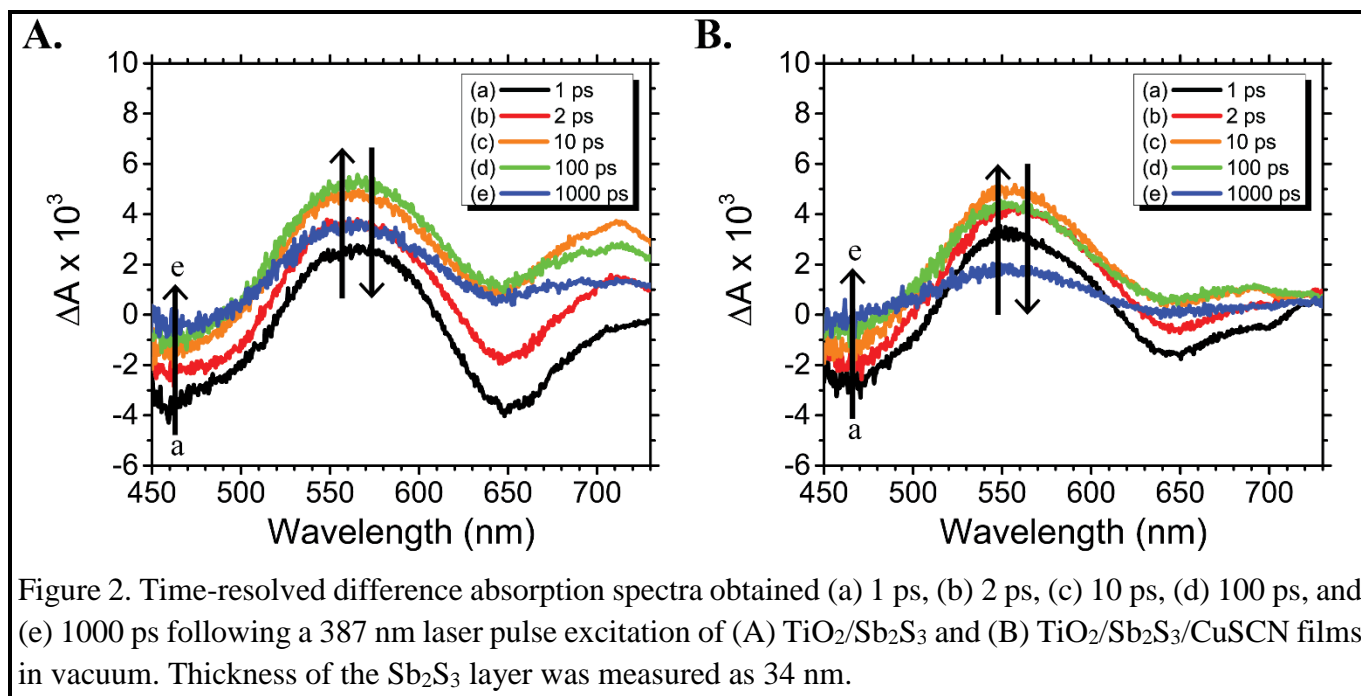 A.
B.
10
8
6
4
2
0
-2
-4
-6
ΔA x 10³
450 500 550 600 650 700
Wavelength (nm)
(a) 1 ps
(b) 2 ps
(c) 10 ps
(d) 100 ps
(e) 1000 ps
e
a
10
8
6
4
2
0
-2
-4
-6
ΔA x 10³
450 500 550 600 650 700
Wavelength (nm)
(a) 1 ps
(b) 2 ps
(c) 10 ps
(d) 100 ps
(e) 1000 ps
e
a
Figure 2. Time-resolved difference absorption spectra obtained (a) 1 ps, (b) 2 ps, (c) 10 ps, (d) 100 ps, and
(e) 1000 ps following a 387 nm laser pulse excitation of (A) TiO₂/Sb₂S₃ and (B) TiO₂/Sb₂S₃/CuSCN films
in vacuum. Thickness of the Sb₂S₃ layer was measured as 34 nm.